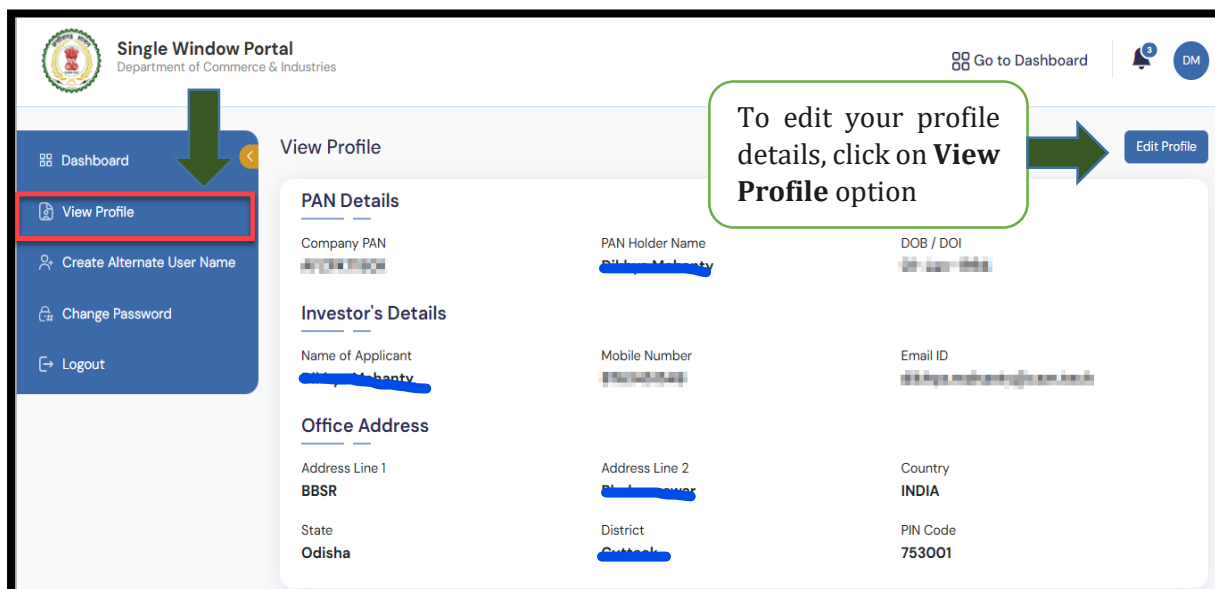 Single Window Portal
Department of Commerce & Industries
Go to Dashboard
3
DM
To edit your profile
details, click on View
Profile option
Dashboard
View Profile
Edit Profile
View Profile
Create Alternate User Name
Change Password
Logout
PAN Details
Company PAN PAN Holder Name DOB / DOI
Investor's Details
Name of Applicant Mobile Number Email ID
Office Address
Address Line 1 Address Line 2 Country
BBSR INDIA
State District PIN Code
Odisha 753001